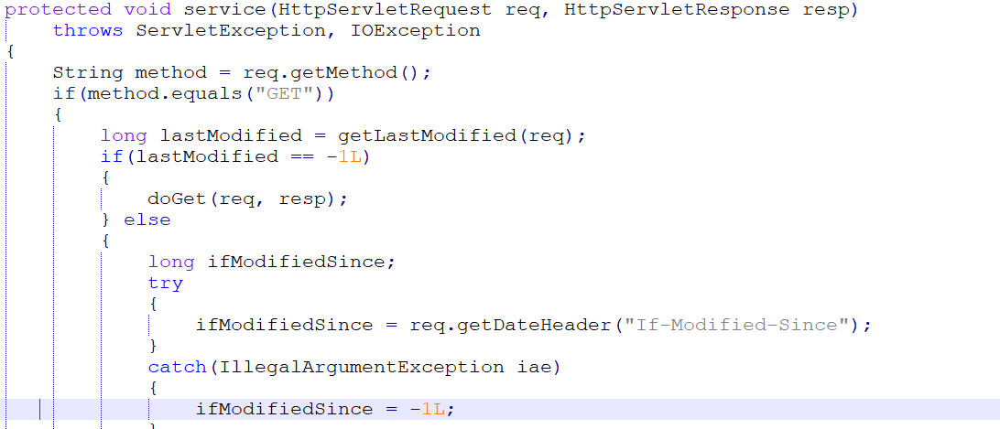 protected void service(HttpServletRequest req, HttpServletResponse resp)
    throws ServletException, IOException
{
    String method = req.getMethod();
    if(method.equals("GET"))
    {
        long lastModified = getLastModified(req);
        if(lastModified == -1L)
        {
            doGet(req, resp);
        } else
        {
            long ifModifiedSince;
            try
            {
                ifModifiedSince = req.getDateHeader("If-Modified-Since");
            }
            catch(IllegalArgumentException iae)
            {
                ifModifiedSince = -1L;
            }